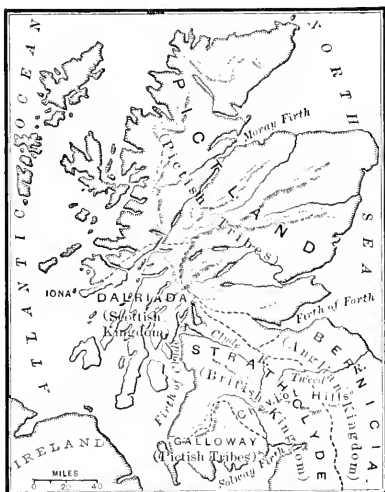 ATLANTIC OCEAN
NORTH SEA
PICTLAND
(Pictish Tribes)
Moray Firth
IONA
DALRIADA
(Scottish Kingdom)
Firth of Forth
Firth of Clyde
Clyde R.
STRATHCLYDE
(British Kingdom)
BERNICIA
(Anglian Kingdom)
Tweed R.
Hills
GALLOWAY
(Pictish Tribes)
Solway Firth
IRELAND
MILES
0 20 40